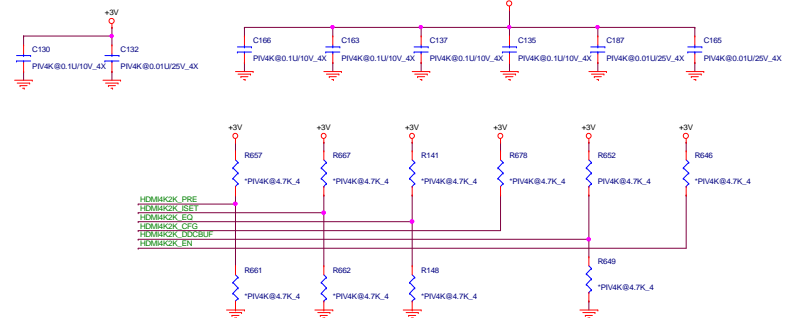 +3V
C130
PIV4K@0.1U/10V_4X
C132
PIV4K@0.01U/25V_4X
C166
PIV4K@0.1U/10V_4X
C163
PIV4K@0.1U/10V_4X
C137
PIV4K@0.1U/10V_4X
C135
PIV4K@0.1U/10V_4X
C187
PIV4K@0.01U/25V_4X
C165
PIV4K@0.01U/25V_4X
+3V
+3V
+3V
+3V
+3V
+3V
R657
*PIV4K@4.7K_4
R667
*PIV4K@4.7K_4
R141
*PIV4K@4.7K_4
R678
*PIV4K@4.7K_4
R652
*PIV4K@4.7K_4
R646
*PIV4K@4.7K_4
HDMI4K2K_PRE
HDMI4K2K_ISET
HDMI4K2K_EQ
HDMI4K2K_CFG
HDMI4K2K_DDCBUF
HDMI4K2K_EN
R661
*PIV4K@4.7K_4
R662
*PIV4K@4.7K_4
R148
*PIV4K@4.7K_4
R649
*PIV4K@4.7K_4